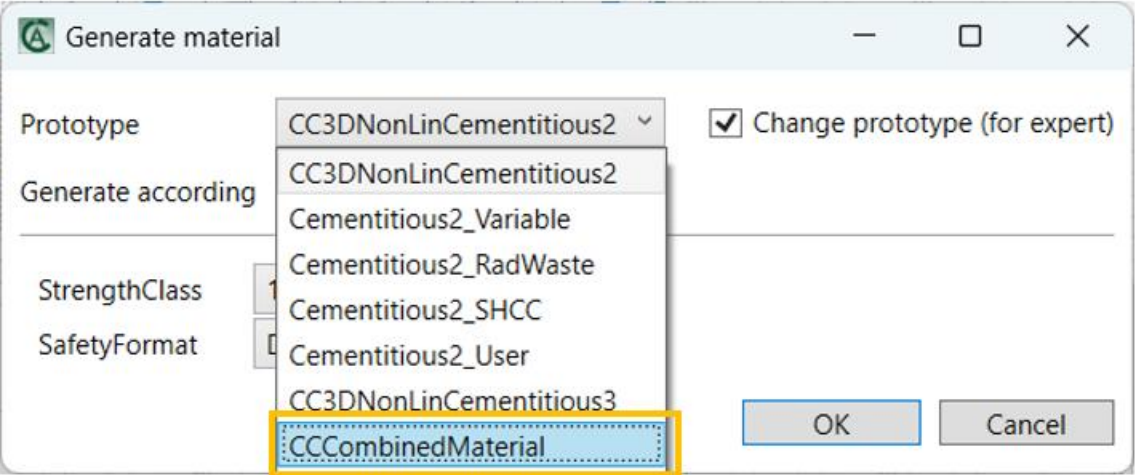 Generate material
Prototype
CC3DNonLinCementitious2
Change prototype (for expert)
CC3DNonLinCementitious2
Generate according
Cementitious2_Variable
Cementitious2_RadWaste
StrengthClass
1
Cementitious2_SHCC
SafetyFormat
Cementitious2_User
CC3DNonLinCementitious3
CCCombinedMaterial
OK
Cancel